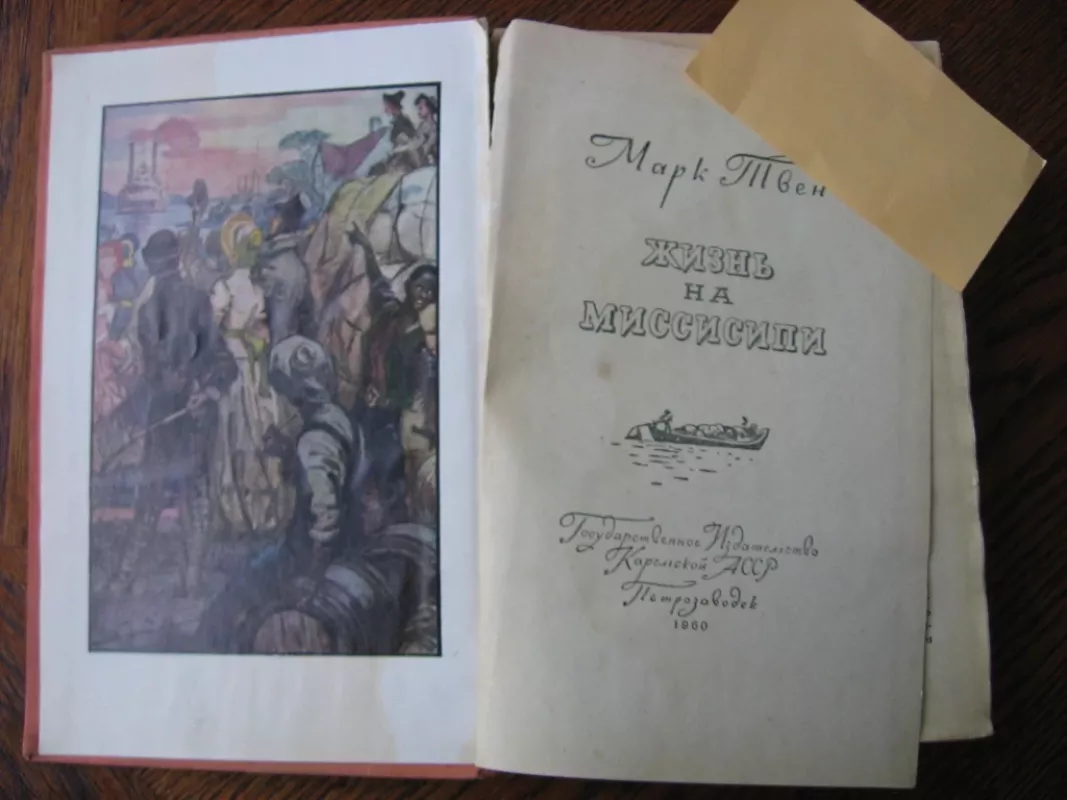 Марк Твен
ЖИЗНЬ
НА
МИССИСИПИ
Государственное Издательство
Карельской АССР
Петрозаводск
1960